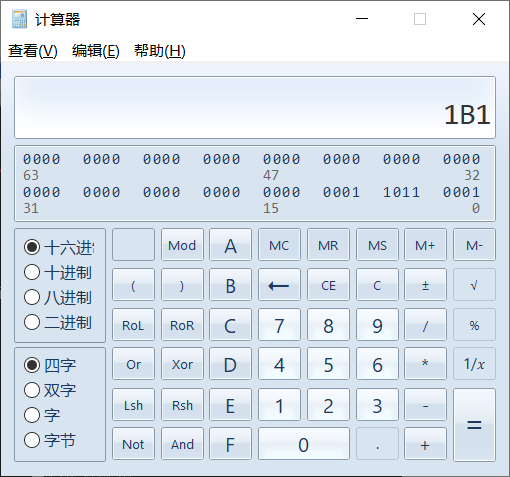 计算器
查看(V) 编辑(E) 帮助(H)
1B1
0000 0000 0000 0000 0000 0000 0000 0000
63 47 32
0000 0000 0000 0000 0000 0001 1011 0001
31 15 0
十六进制 Mod A MC MR MS M+ M-
十进制 ( ) B ← CE C ± √
八进制
二进制 RoL RoR C 7 8 9 / %
四字 Or Xor D 4 5 6 * 1/x
双字
字 Lsh Rsh E 1 2 3 - =
字节 Not And F 0 . +